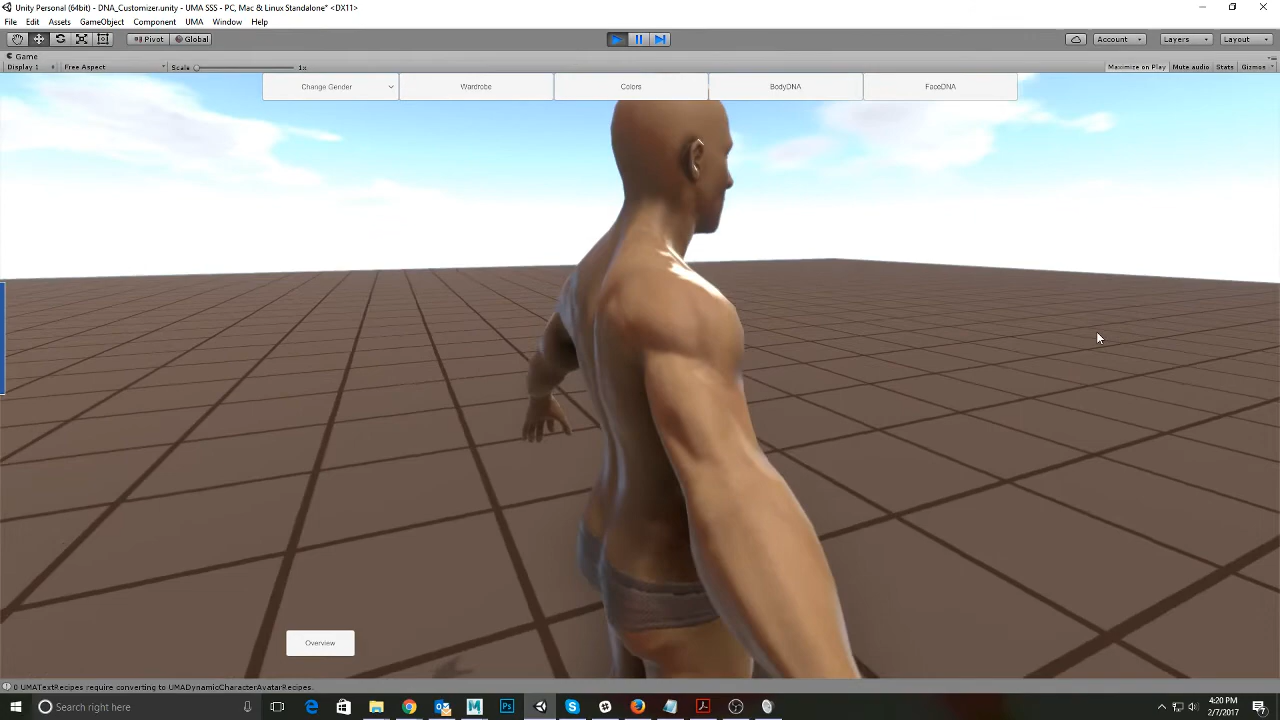 Unity Personal (64bit) - DNA_Customizer.unity - UMA SSS - PC, Mac & Linux Standalone* <DX11>
File Edit Assets GameObject Component UMA Window Help
Pivot Global Account Layers Layout
Game
Display 1 Free Aspect Scale 1x Maximize on Play Mute audio Stats Gizmos
Change Gender Wardrobe Colors BodyDNA FaceDNA
Overview
0 UMATextRecipes require converting to UMADynamicCharacterAvatarRecipes.
Search right here
4:20 PM
2/7/2017